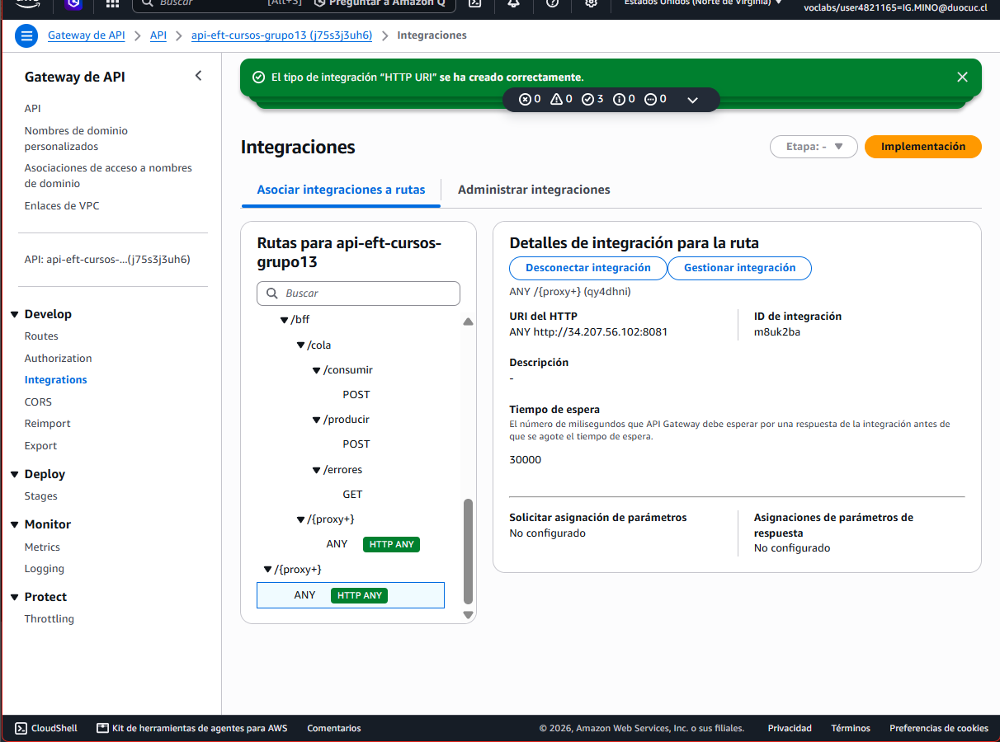 Buscar
[Alt+S]
Preguntar a Amazon Q
Estados Unidos (Norte de Virginia)
voclabs/user4821165=IG.MINO@duocuc.cl
Gateway de API
API
api-eft-cursos-grupo13 (j75s3j3uh6)
Integraciones
Gateway de API
API
Nombres de dominio
personalizados
Asociaciones de acceso a nombres
de dominio
Enlaces de VPC
API: api-eft-cursos-...(j75s3j3uh6)
Develop
Routes
Authorization
Integrations
CORS
Reimport
Export
Deploy
Stages
Monitor
Metrics
Logging
Protect
Throttling
El tipo de integración “HTTP URI” se ha creado correctamente.
0 0 3 0 0
Integraciones
Etapa: -
Implementación
Asociar integraciones a rutas
Administrar integraciones
Rutas para api-eft-cursos-
grupo13
Buscar
/bff
/cola
/consumir
POST
/producir
POST
/errores
GET
/{proxy+}
ANY HTTP ANY
/{proxy+}
ANY HTTP ANY
Detalles de integración para la ruta
Desconectar integración
Gestionar integración
ANY /{proxy+} (qy4dhni)
URI del HTTP
ANY http://34.207.56.102:8081
ID de integración
m8uk2ba
Descripción
-
Tiempo de espera
El número de milisegundos que API Gateway debe esperar por una respuesta de la integración antes de
que se agote el tiempo de espera.
30000
Solicitar asignación de parámetros
No configurado
Asignaciones de parámetros de
respuesta
No configurado
CloudShell
Kit de herramientas de agentes para AWS
Comentarios
© 2026, Amazon Web Services, Inc. o sus filiales.
Privacidad
Términos
Preferencias de cookies